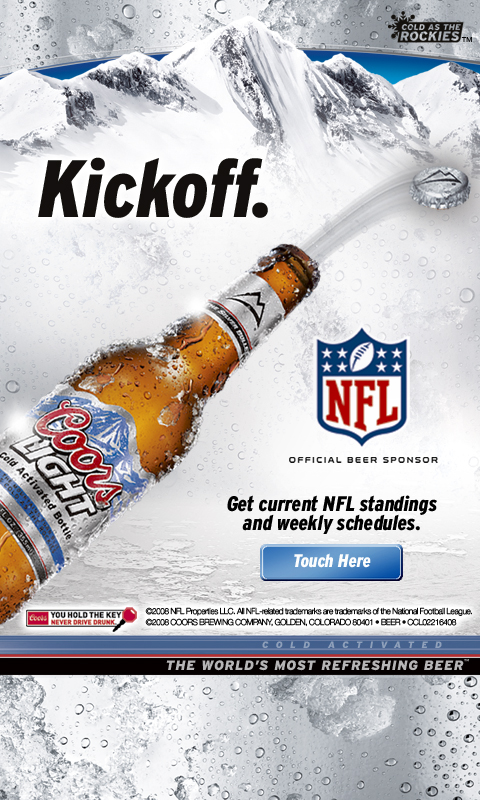 COLD AS THE
ROCKIES™
Kickoff.
Coors
LIGHT
Cold Activated Bottle
NFL
OFFICIAL BEER SPONSOR
Get current NFL standings
and weekly schedules.
Touch Here
Coors
YOU HOLD THE KEY
NEVER DRIVE DRUNK.
©2008 NFL Properties LLC. All NFL-related trademarks are trademarks of the National Football League.
©2008 COORS BREWING COMPANY, GOLDEN, COLORADO 80401 • BEER • CCL02216408
COLD ACTIVATED
THE WORLD'S MOST REFRESHING BEER™